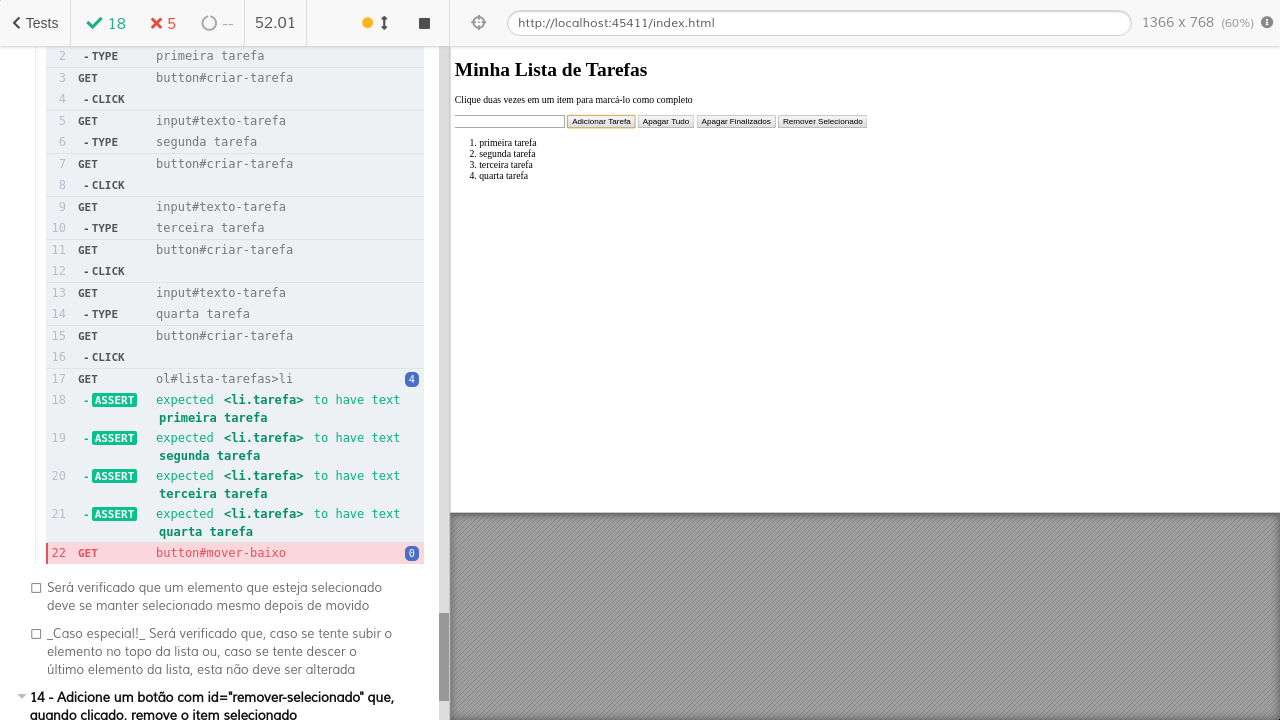 Tests 18 5 -- 52.01
2 - TYPE primeira tarefa
3 GET button#criar-tarefa
4 - CLICK
5 GET input#texto-tarefa
6 - TYPE segunda tarefa
7 GET button#criar-tarefa
8 - CLICK
9 GET input#texto-tarefa
10 - TYPE terceira tarefa
11 GET button#criar-tarefa
12 - CLICK
13 GET input#texto-tarefa
14 - TYPE quarta tarefa
15 GET button#criar-tarefa
16 - CLICK
17 GET ol#lista-tarefas>li 4
18 - ASSERT expected <li.tarefa> to have text
primeira tarefa
19 - ASSERT expected <li.tarefa> to have text
segunda tarefa
20 - ASSERT expected <li.tarefa> to have text
terceira tarefa
21 - ASSERT expected <li.tarefa> to have text
quarta tarefa
22 GET button#mover-baixo 0
Será verificado que um elemento que esteja selecionado
deve se manter selecionado mesmo depois de movido
_Caso especial!_ Será verificado que, caso se tente subir o
elemento no topo da lista ou, caso se tente descer o
último elemento da lista, esta não deve ser alterada
14 - Adicione um botão com id="remover-selecionado" que,
quando clicado, remove o item selecionado
http://localhost:45411/index.html 1366 x 768 (60%)
Minha Lista de Tarefas
Clique duas vezes em um item para marcá-lo como completo
Adicionar Tarefa Apagar Tudo Apagar Finalizados Remover Selecionado
1. primeira tarefa
2. segunda tarefa
3. terceira tarefa
4. quarta tarefa